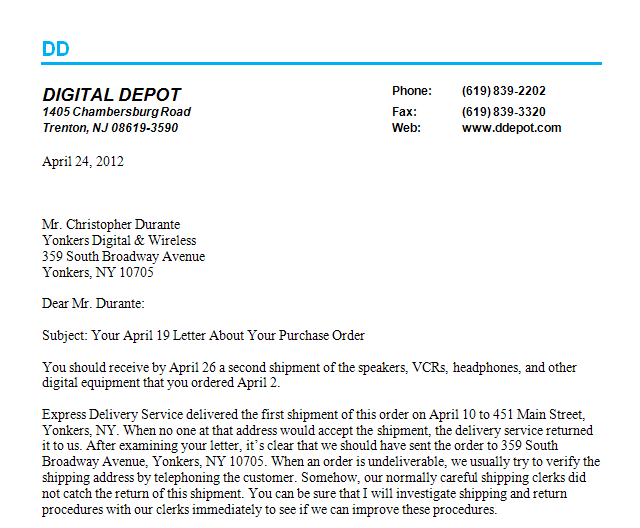 DD
DIGITAL DEPOT
1405 Chambersburg Road
Trenton, NJ 08619-3590
Phone: (619) 839-2202
Fax: (619) 839-3320
Web: www.ddepot.com
April 24, 2012
Mr. Christopher Durante
Yonkers Digital & Wireless
359 South Broadway Avenue
Yonkers, NY 10705
Dear Mr. Durante:
Subject: Your April 19 Letter About Your Purchase Order
You should receive by April 26 a second shipment of the speakers, VCRs, headphones, and other
digital equipment that you ordered April 2.
Express Delivery Service delivered the first shipment of this order on April 10 to 451 Main Street,
Yonkers, NY. When no one at that address would accept the shipment, the delivery service returned
it to us. After examining your letter, it’s clear that we should have sent the order to 359 South
Broadway Avenue, Yonkers, NY 10705. When an order is undeliverable, we usually try to verify the
shipping address by telephoning the customer. Somehow, our normally careful shipping clerks did
not catch the return of this shipment. You can be sure that I will investigate shipping and return
procedures with our clerks immediately to see if we can improve these procedures.